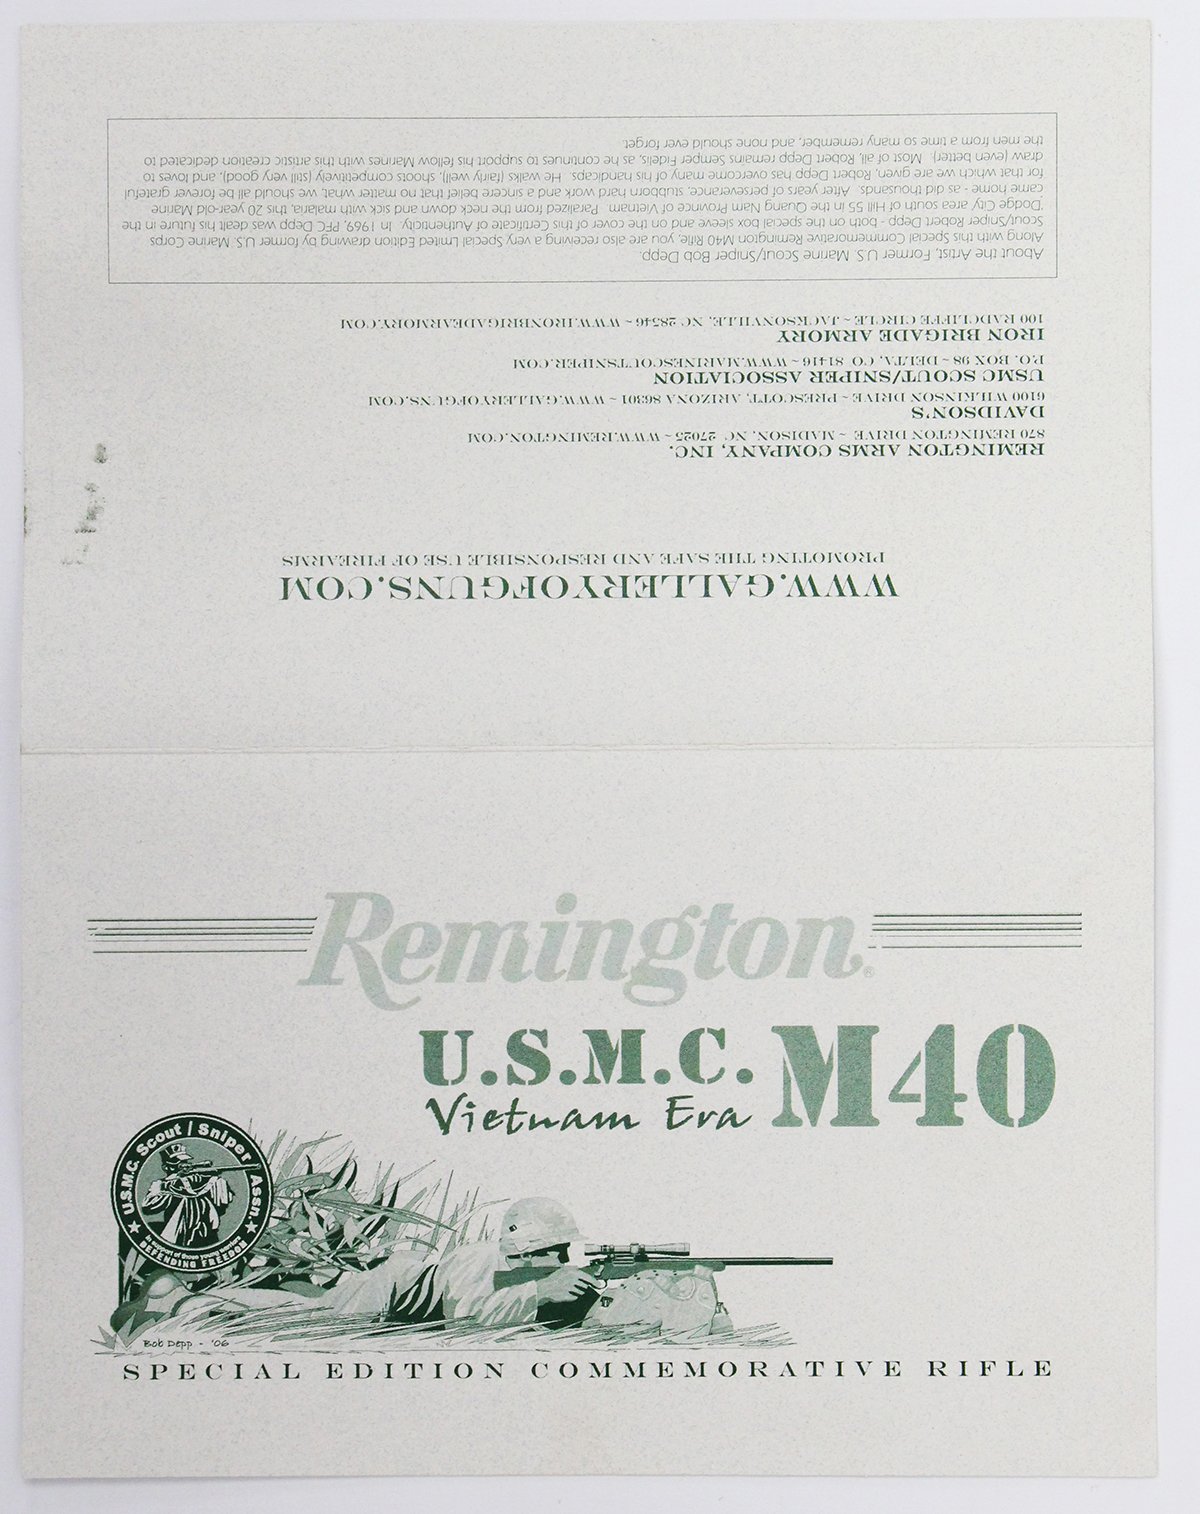 Remington®
U.S.M.C. M40
Vietnam Era
U.S.M.C. Scout / Sniper Assn.
DEFENDING FREEDOM
Bob Depp - '06
SPECIAL EDITION COMMEMORATIVE RIFLE
WWW.GALLERYOFGUNS.COM
PROMOTING THE SAFE AND RESPONSIBLE USE OF FIREARMS
REMINGTON ARMS COMPANY, INC.
870 REMINGTON DRIVE ~ MADISON, NC 27025 ~ WWW.REMINGTON.COM
DAVIDSON'S
6100 WILKINSON DRIVE ~ PRESCOTT, ARIZONA 86301 ~ WWW.GALLERYOFGUNS.COM
USMC SCOUT/SNIPER ASSOCIATION
P.O. BOX 98 ~ DELTA, CO 81416 ~ WWW.MARINESCOUTSNIPER.COM
IRON BRIGADE ARMORY
100 RADCLIFFE CIRCLE ~ JACKSONVILLE, NC 28546 ~ WWW.IRONBRIGADEARMORY.COM
About the Artist, Former U.S. Marine Scout/Sniper Bob Depp.
Along with this Special Commemorative Remington M40 Rifle, you are also receiving a very Special Limited Edition drawing by former U.S. Marine Corps
Scout/Sniper Robert Depp - both on the special box sleeve and on the cover of this Certificate of Authenticity. In 1969, PFC Depp was dealt his future in the
Dodge City area south of Hill 55 in the Quang Nam Province of Vietnam. Paralized from the neck down and sick with malaria, this 20 year-old Marine
came home - as did thousands. After years of perseverance, stubborn hard work and a sincere belief that no matter what, we should all be forever grateful
for that which we are given, Robert Depp has overcome many of his handicaps. He walks (fairly well), shoots competitively (still very good), and loves to
draw (even better). Most of all, Robert Depp remains Semper Fidelis, as he continues to support his fellow Marines with this artistic creation dedicated to
the men from a time so many remember, and none should ever forget.